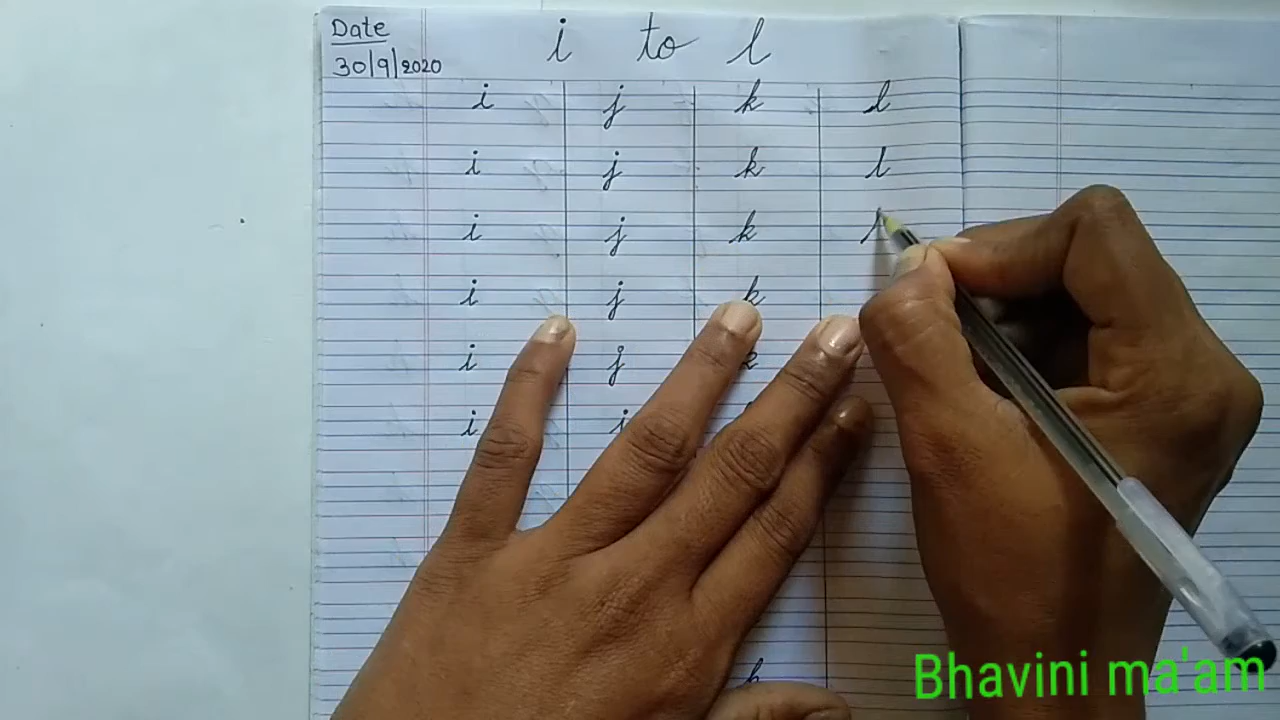 Date
30/9/2020
i to l
i j k l
i j k l
i j k l
i j k
i j k
i j
k
Bhavini ma'am